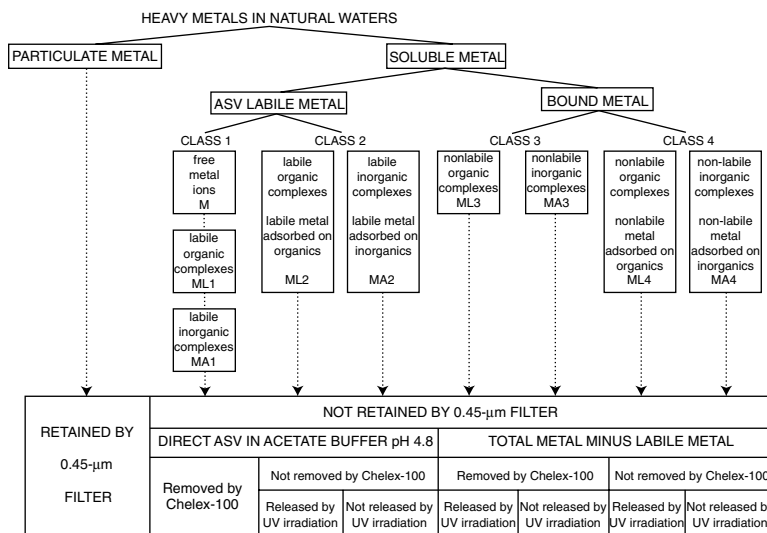 HEAVY METALS IN NATURAL WATERS
PARTICULATE METAL
SOLUBLE METAL
ASV LABILE METAL
BOUND METAL
CLASS 1
CLASS 2
CLASS 3
CLASS 4
free
metal
ions
M
labile
organic
complexes
ML1
labile
inorganic
complexes
MA1
labile
organic
complexes
labile metal
adsorbed on
organics
ML2
labile
inorganic
complexes
labile metal
adsorbed on
inorganics
MA2
nonlabile
organic
complexes
ML3
nonlabile
inorganic
complexes
MA3
nonlabile
organic
complexes
nonlabile
metal
adsorbed on
organics
ML4
non-labile
inorganic
complexes
non-labile
metal
adsorbed on
inorganics
MA4
RETAINED BY
0.45-μm
FILTER
NOT RETAINED BY 0.45-μm FILTER
DIRECT ASV IN ACETATE BUFFER pH 4.8
TOTAL METAL MINUS LABILE METAL
Removed by
Chelex-100
Not removed by Chelex-100
Removed by Chelex-100
Not removed by Chelex-100
Released by
UV irradiation
Not released by
UV irradiation
Released by
UV irradiation
Not released by
UV irradiation
Released by
UV irradiation
Not released by
UV irradiation